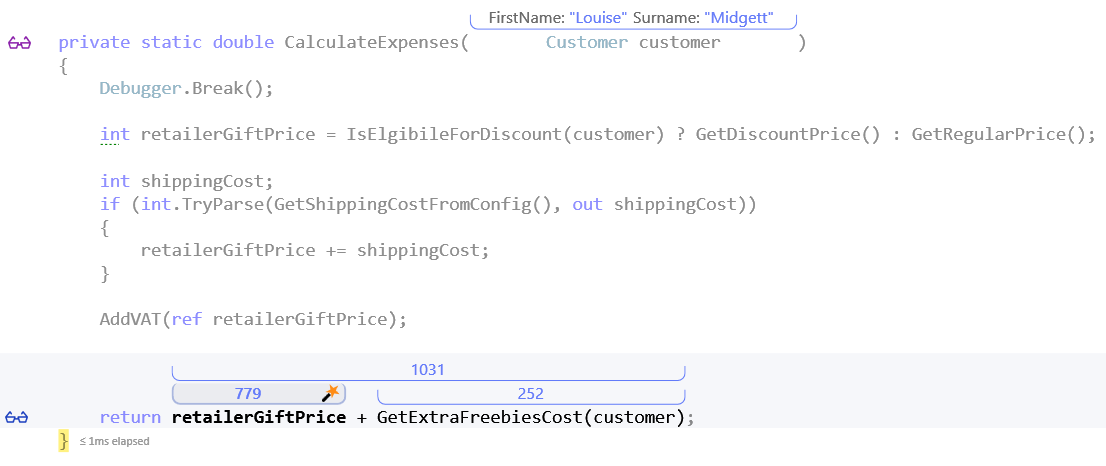 FirstName: "Louise" Surname: "Midgett"
private static double CalculateExpenses( Customer customer )
{
Debugger.Break();
int retailerGiftPrice = IsElgibileForDiscount(customer) ? GetDiscountPrice() : GetRegularPrice();
int shippingCost;
if (int.TryParse(GetShippingCostFromConfig(), out shippingCost))
{
retailerGiftPrice += shippingCost;
}
AddVAT(ref retailerGiftPrice);
1031
779 252
return retailerGiftPrice + GetExtraFreebiesCost(customer);
} ≤ 1ms elapsed